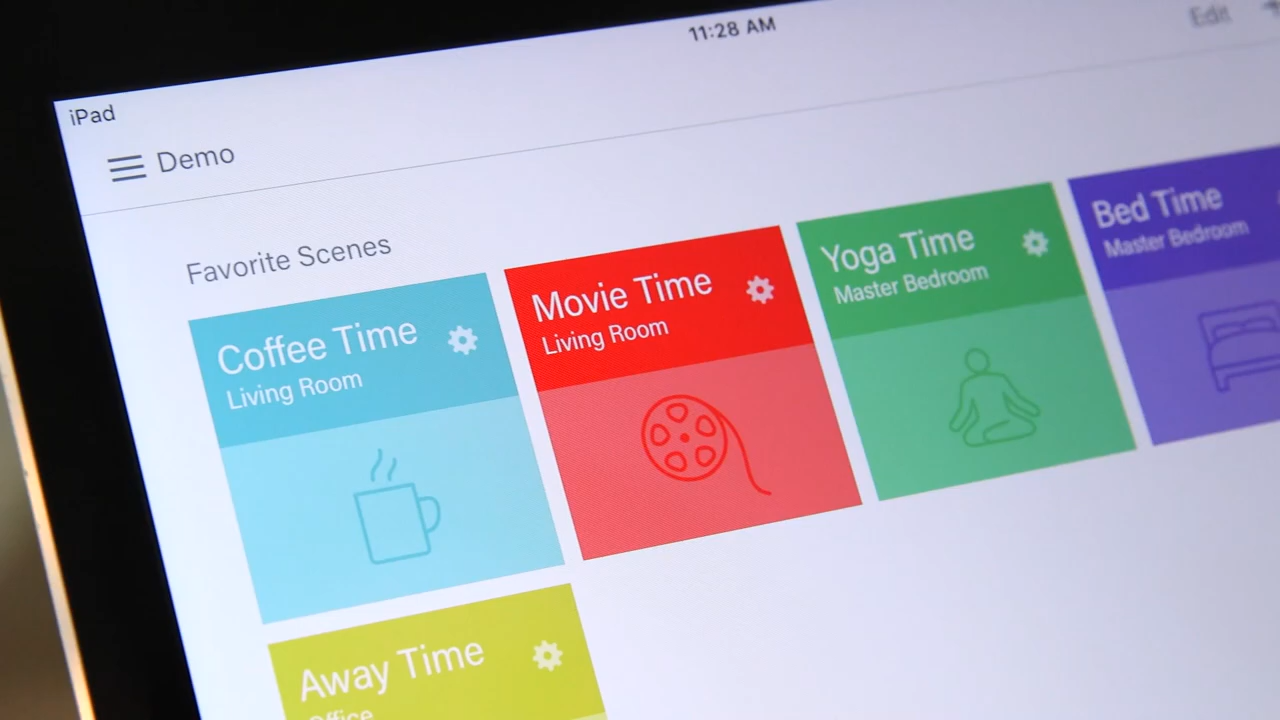 11:28 AM
Edit
iPad
Demo
Favorite Scenes
Coffee Time
Living Room
Movie Time
Living Room
Yoga Time
Master Bedroom
Bed Time
Master Bedroom
Away Time
Office